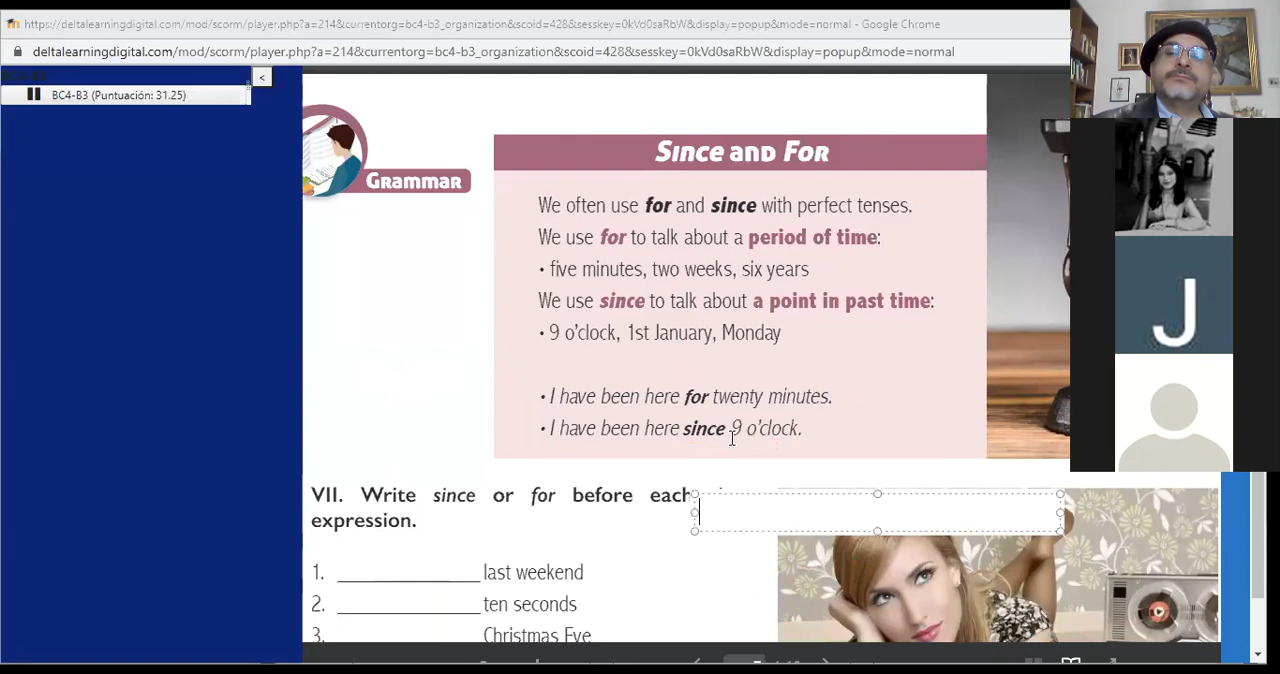 https://deltalearningdigital.com/mod/scorm/player.php?a=214&currentorg=bc4-b3_organization&scoid=428&sesskey=0kVd0saRbW&display=popup&mode=normal - Google Chrome
deltalearningdigital.com/mod/scorm/player.php?a=214&currentorg=bc4-b3_organization&scoid=428&sesskey=0kVd0saRbW&display=popup&mode=normal
BC4-B3
<
BC4-B3 (Puntuación: 31.25)
SINCE AND FOR
Grammar
We often use for and since with perfect tenses.
We use for to talk about a period of time:
• five minutes, two weeks, six years
We use since to talk about a point in past time:
• 9 o'clock, 1st January, Monday
• I have been here for twenty minutes.
• I have been here since 9 o'clock.
VII. Write since or for before each
expression.
1. ____________ last weekend
2. ____________ ten seconds
3. ____________ Christmas Eve
J